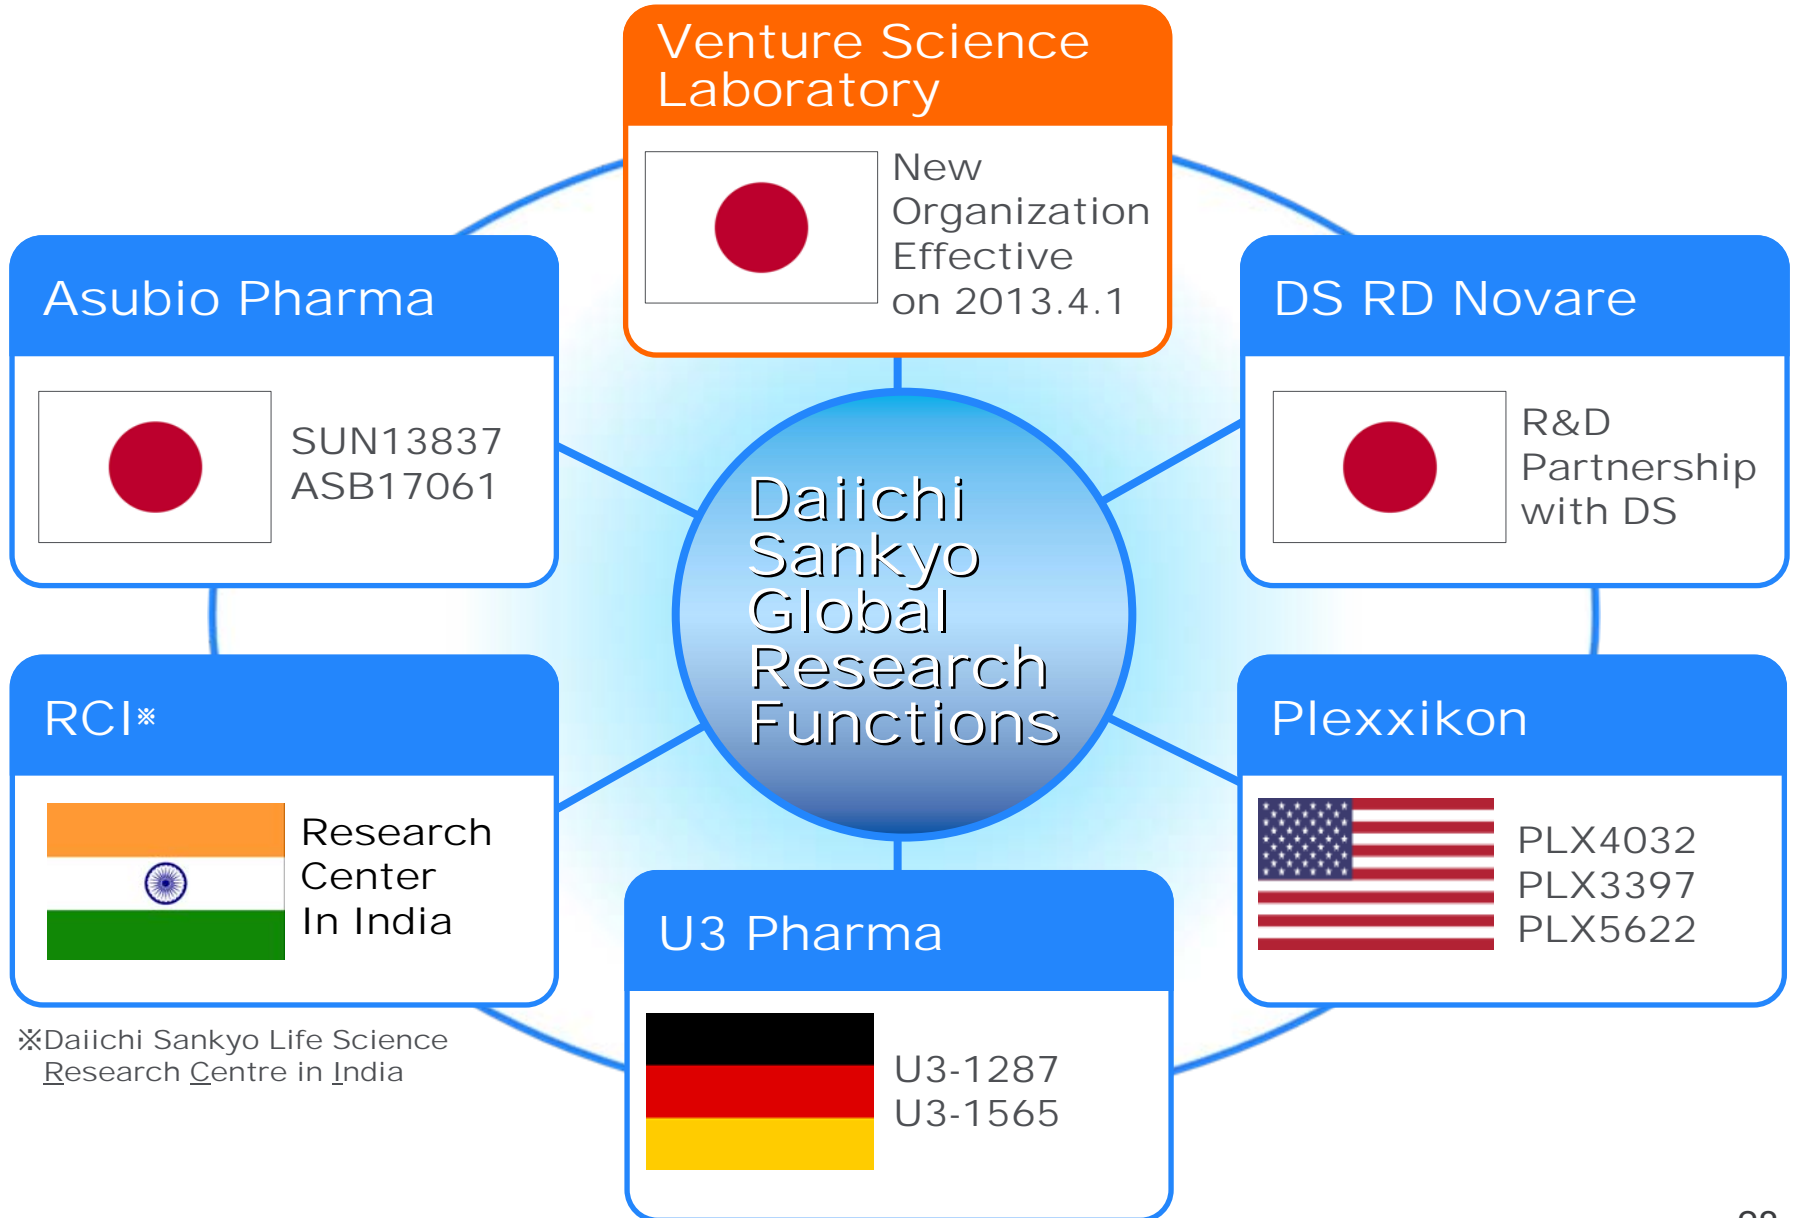 Venture Science
Laboratory
New
Organization
Effective
on 2013.4.1
Asubio Pharma
SUN13837
ASB17061
DS RD Novare
R&D
Partnership
with DS
Daiichi
Sankyo
Global
Research
Functions
RCI※
Research
Center
In India
Plexxikon
PLX4032
PLX3397
PLX5622
U3 Pharma
U3-1287
U3-1565
※Daiichi Sankyo Life Science
Research Centre in India